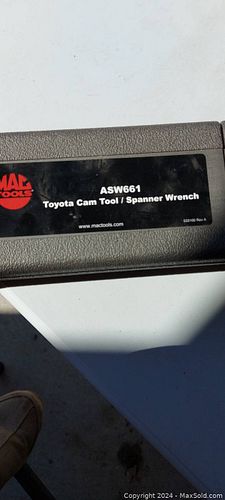 MAC
TOOLS
ASW661
Toyota Cam Tool / Spanner Wrench
www.mactools.com
Copyright 2024 - MaxSold.com